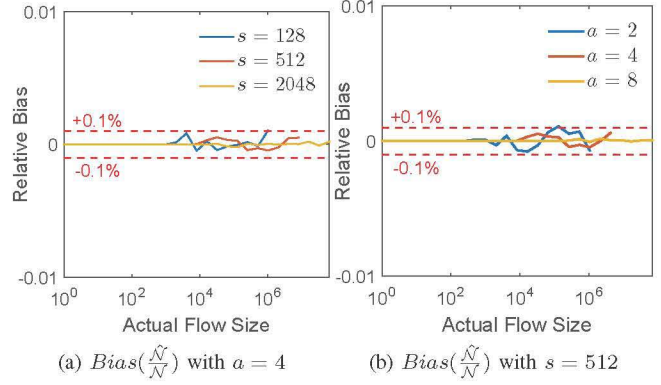 0.01
s = 128
s = 512
s = 2048
+0.1%
0
-0.1%
-0.01
Relative Bias
10^0 10^2 10^4 10^6
Actual Flow Size
(a) Bias(N̂/N) with a = 4
0.01
a = 2
a = 4
a = 8
+0.1%
0
-0.1%
-0.01
Relative Bias
10^0 10^2 10^4 10^6
Actual Flow Size
(b) Bias(N̂/N) with s = 512